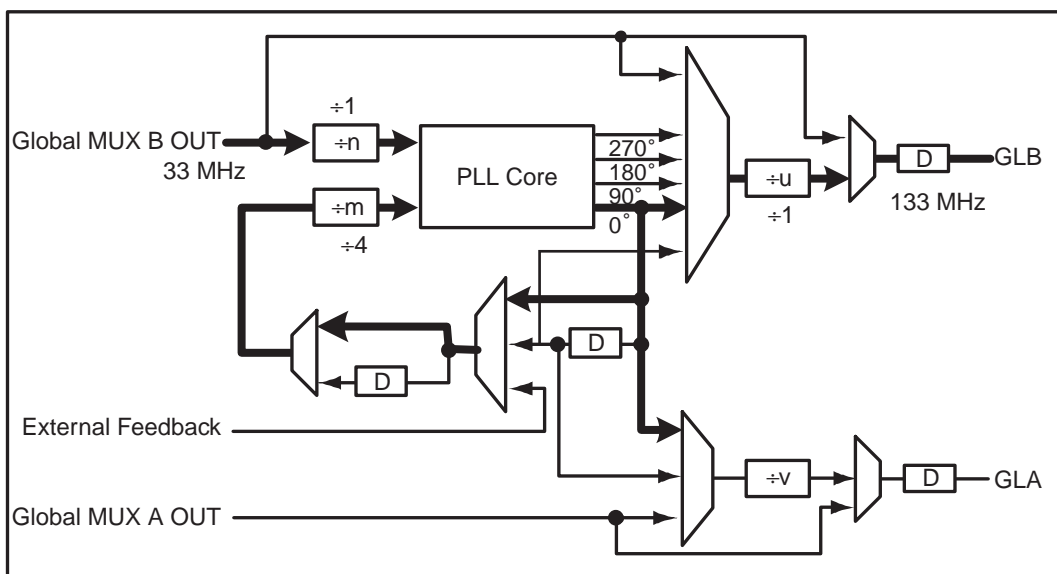 ÷1
Global MUX B OUT
÷n
33 MHz
PLL Core
270°
180°
90°
0°
÷u
÷1
D
GLB
133 MHz
÷m
÷4
D
D
External Feedback
Global MUX A OUT
÷v
D
GLA